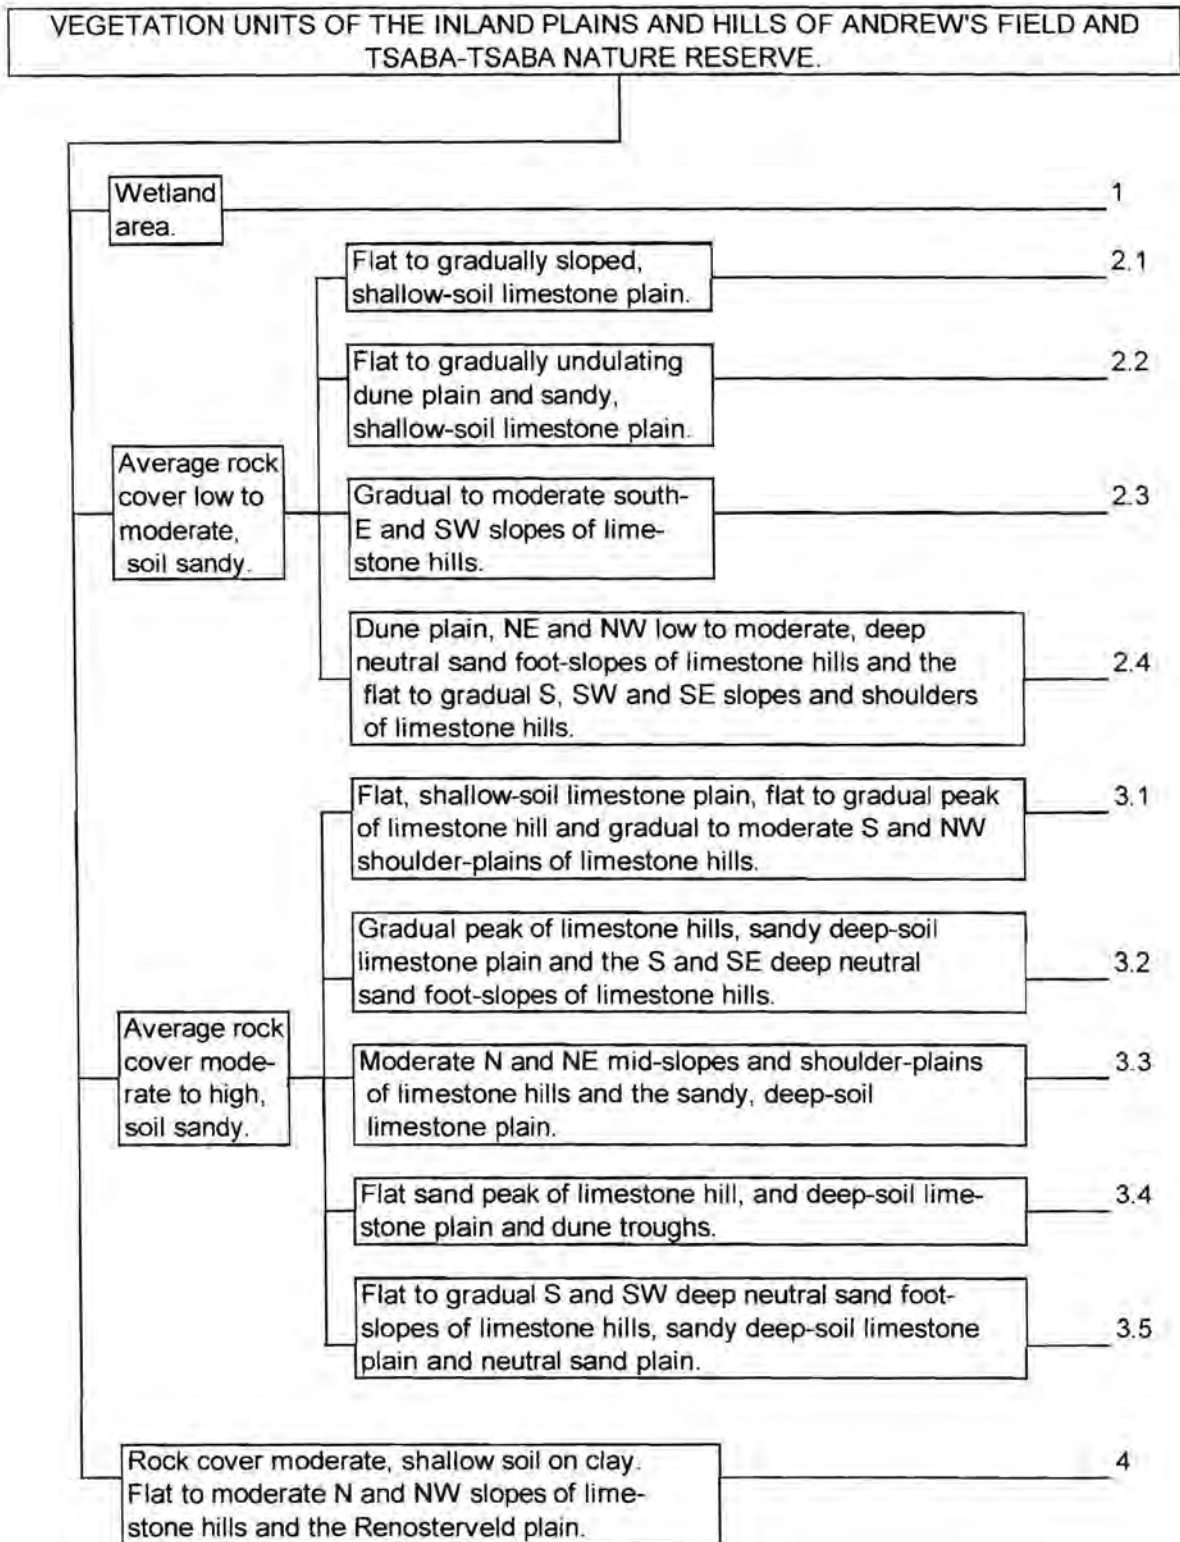 VEGETATION UNITS OF THE INLAND PLAINS AND HILLS OF ANDREW'S FIELD AND
TSABA-TSABA NATURE RESERVE.
Wetland
area.
1
Flat to gradually sloped,
shallow-soil limestone plain.
2.1
Flat to gradually undulating
dune plain and sandy,
shallow-soil limestone plain.
2.2
Average rock
cover low to
moderate,
soil sandy.
Gradual to moderate south-
E and SW slopes of lime-
stone hills.
2.3
Dune plain, NE and NW low to moderate, deep
neutral sand foot-slopes of limestone hills and the
flat to gradual S, SW and SE slopes and shoulders
of limestone hills.
2.4
Flat, shallow-soil limestone plain, flat to gradual peak
of limestone hill and gradual to moderate S and NW
shoulder-plains of limestone hills.
3.1
Gradual peak of limestone hills, sandy deep-soil
limestone plain and the S and SE deep neutral
sand foot-slopes of limestone hills.
3.2
Average rock
cover mode-
rate to high,
soil sandy.
Moderate N and NE mid-slopes and shoulder-plains
of limestone hills and the sandy, deep-soil
limestone plain.
3.3
Flat sand peak of limestone hill, and deep-soil lime-
stone plain and dune troughs.
3.4
Flat to gradual S and SW deep neutral sand foot-
slopes of limestone hills, sandy deep-soil limestone
plain and neutral sand plain.
3.5
Rock cover moderate, shallow soil on clay.
Flat to moderate N and NW slopes of lime-
stone hills and the Renosterveld plain.
4